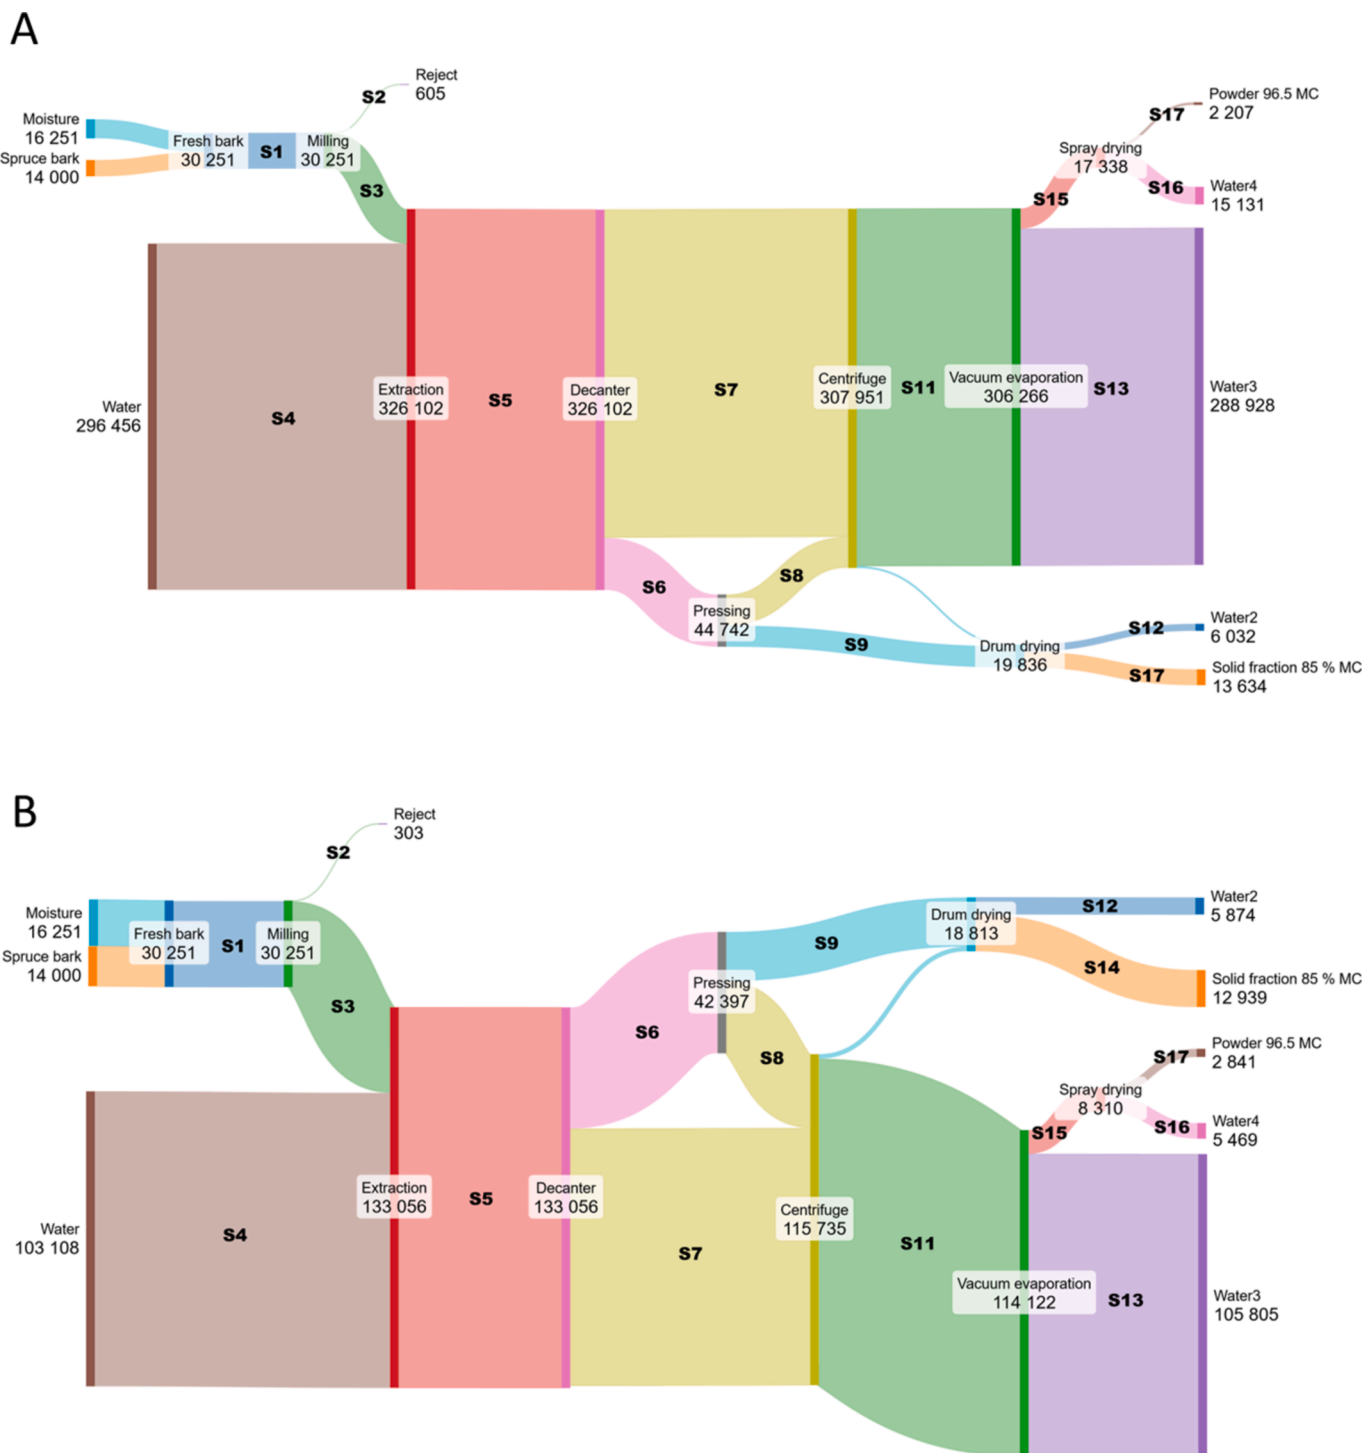 A
Reject
605
S2
Moisture
16 251
Spruce bark
14 000
Fresh bark
30 251
S1
Milling
30 251
S3
Powder 96.5 MC
2 207
S17
Spray drying
17 338
S15
S16
Water4
15 131
Water
296 456
S4
Extraction
326 102
S5
Decanter
326 102
S7
Centrifuge
307 951
S11
Vacuum evaporation
306 266
S13
Water3
288 928
S6
S8
Pressing
44 742
S9
Drum drying
19 836
S12
Water2
6 032
S17
Solid fraction 85 % MC
13 634
B
Reject
303
S2
Moisture
16 251
Spruce bark
14 000
Fresh bark
30 251
S1
Milling
30 251
S3
Water
103 108
S4
Extraction
133 056
S5
Decanter
133 056
S6
S7
Pressing
42 397
S9
S8
Drum drying
18 813
S12
Water2
5 874
S14
Solid fraction 85 % MC
12 939
Centrifuge
115 735
S11
Vacuum evaporation
114 122
S17
Powder 96.5 MC
2 841
Spray drying
8 310
S15
S16
Water4
5 469
S13
Water3
105 805